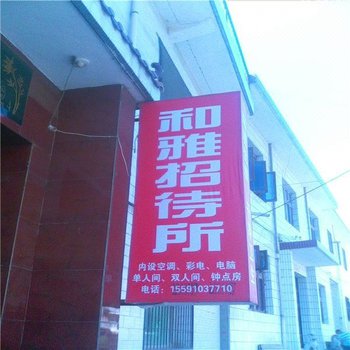 和雅招待所
内设空调、彩电、电脑
单人间、双人间、钟点房
电话：15591037710